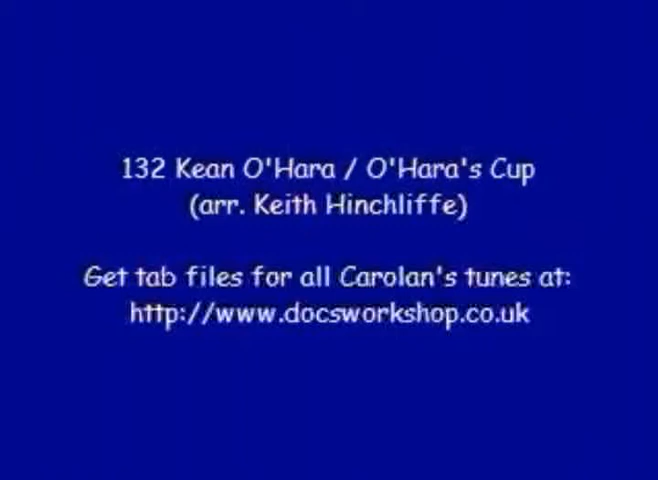 132 Kean O'Hara / O'Hara's Cup
(arr. Keith Hinchliffe)
Get tab files for all Carolan's tunes at:
http://www.docsworkshop.co.uk